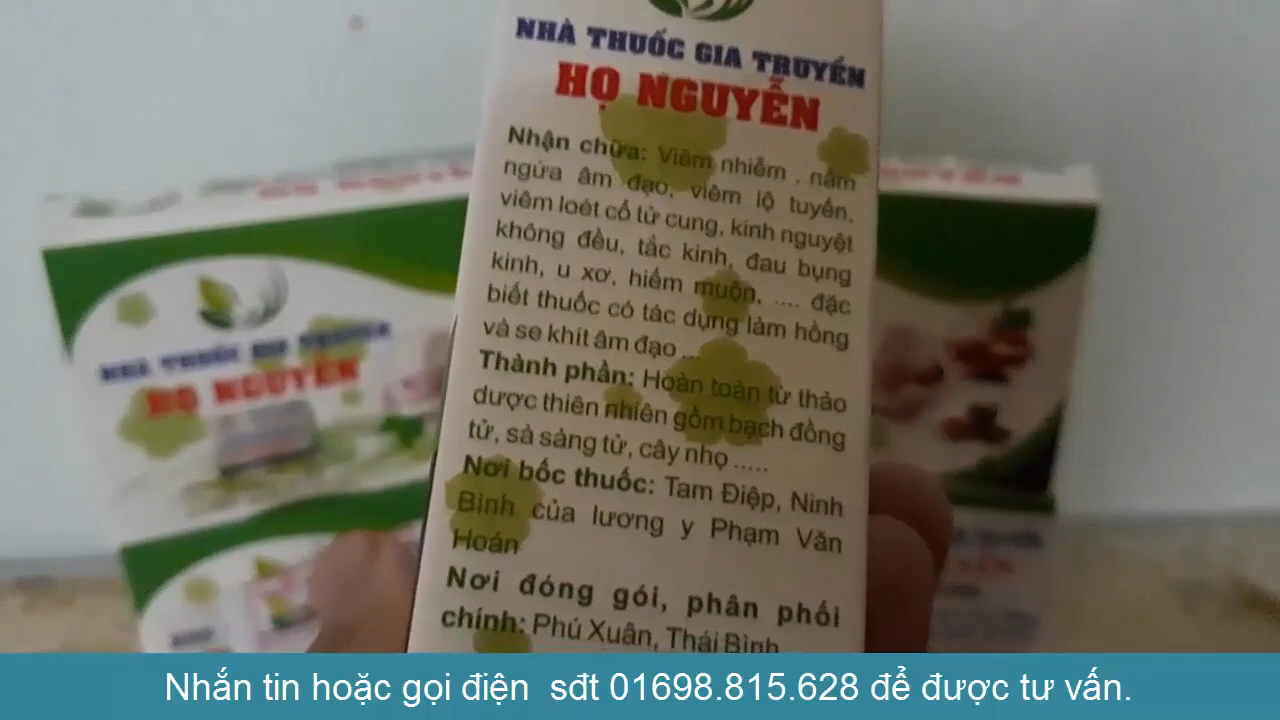 NHÀ THUỐC GIA TRUYỀN
HỌ NGUYỄN
Nhận chữa: Viêm nhiễm , nấm
ngứa âm đạo, viêm lộ tuyến,
viêm loét cổ tử cung, kinh nguyệt
không đều, tắc kinh, đau bụng
kinh, u xơ, hiếm muộn, .... đặc
biết thuốc có tác dụng làm hồng
và se khít âm đạo ...
Thành phần: Hoàn toàn từ thảo
dược thiên nhiên gồm bạch đồng
tử, sà sàng tử, cây nhọ .....
Nơi bốc thuốc: Tam Điệp, Ninh
Bình của lương y Phạm Văn
Hoán
Nơi đóng gói, phân phối
chính: Phú Xuân, Thái Bình
NHÀ THUỐC GIA TRUYỀN
HỌ NGUYỄN
Nhắn tin hoặc gọi điện sđt 01698.815.628 để được tư vấn.